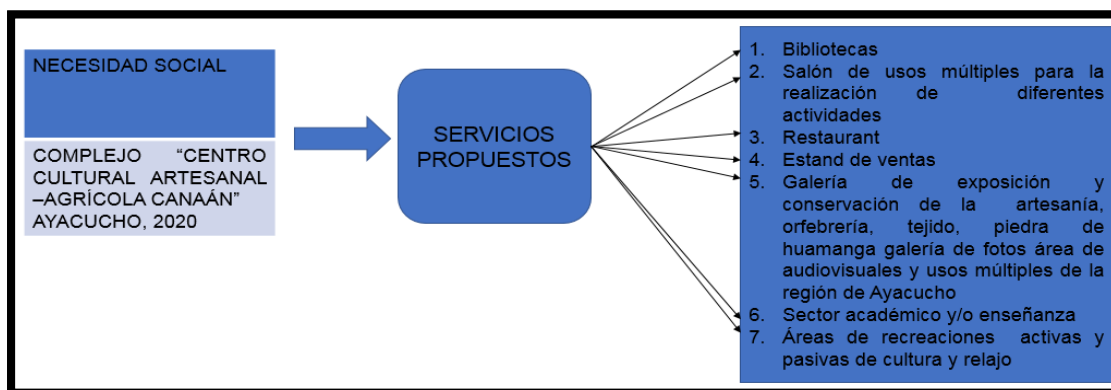 NECESIDAD SOCIAL
COMPLEJO “CENTRO
CULTURAL ARTESANAL
–AGRÍCOLA CANAÁN”
AYACUCHO, 2020
SERVICIOS
PROPUESTOS
1. Bibliotecas
2. Salón de usos múltiples para la
realización de diferentes
actividades
3. Restaurant
4. Estand de ventas
5. Galería de exposición y
conservación de la artesanía,
orfebrería, tejido, piedra de
huamanga galería de fotos área de
audiovisuales y usos múltiples de la
región de Ayacucho
6. Sector académico y/o enseñanza
7. Áreas de recreaciones activas y
pasivas de cultura y relajo